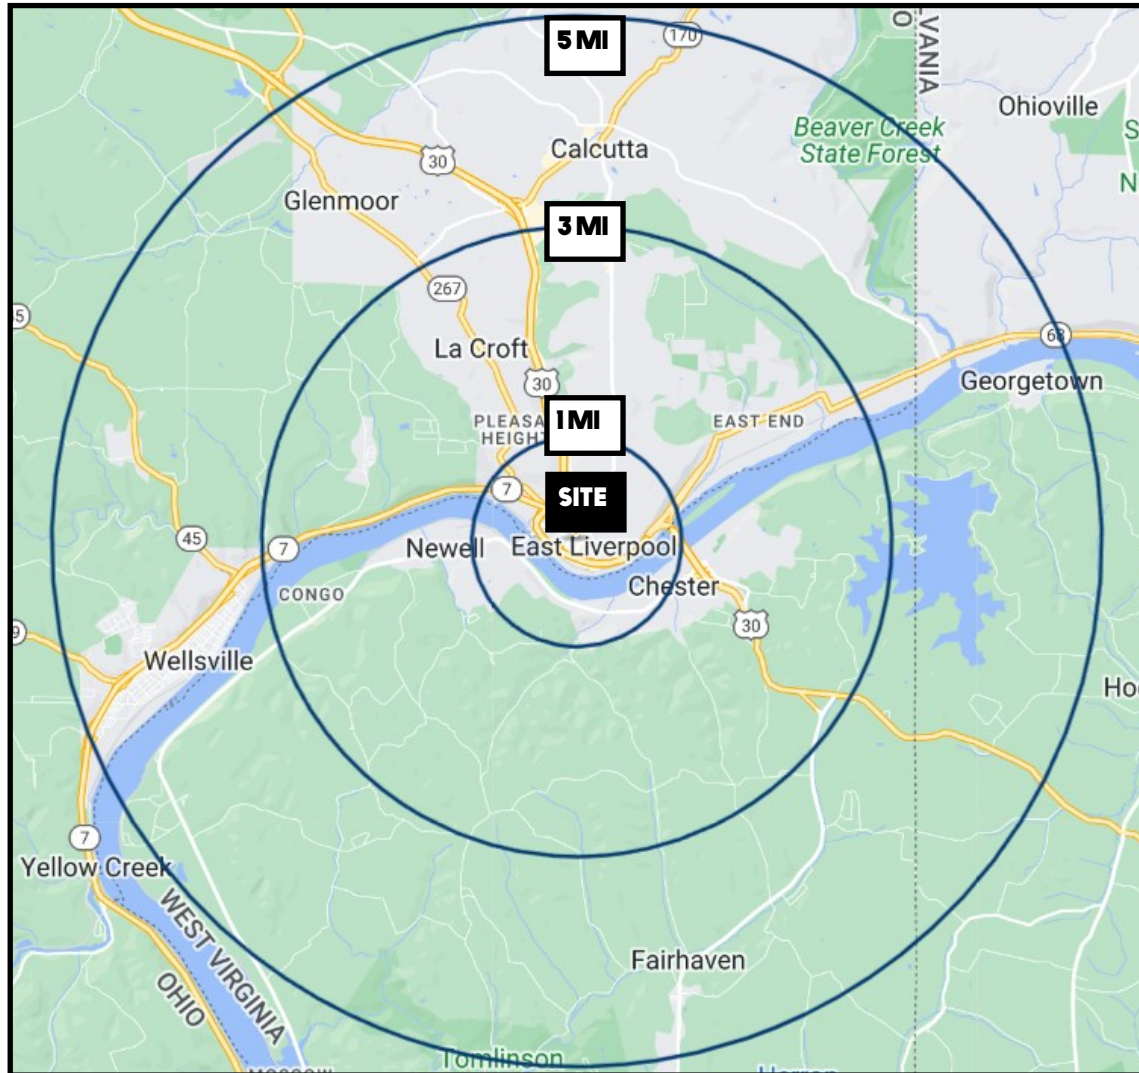 5 MI
170
O
VANIA
Ohioville
Beaver Creek
State Forest
S
N
30
Calcutta
Glenmoor
3 MI
267
La Croft
30
68
Georgetown
PLEASA
HEIGHT
1 MI
EAST END
SITE
7
45
7
Newell
East Liverpool
Chester
CONGO
30
9
Wellsville
Ho
7
Yellow Creek
WEST VIRGINIA
OHIO
Fairhaven
Tomlinson